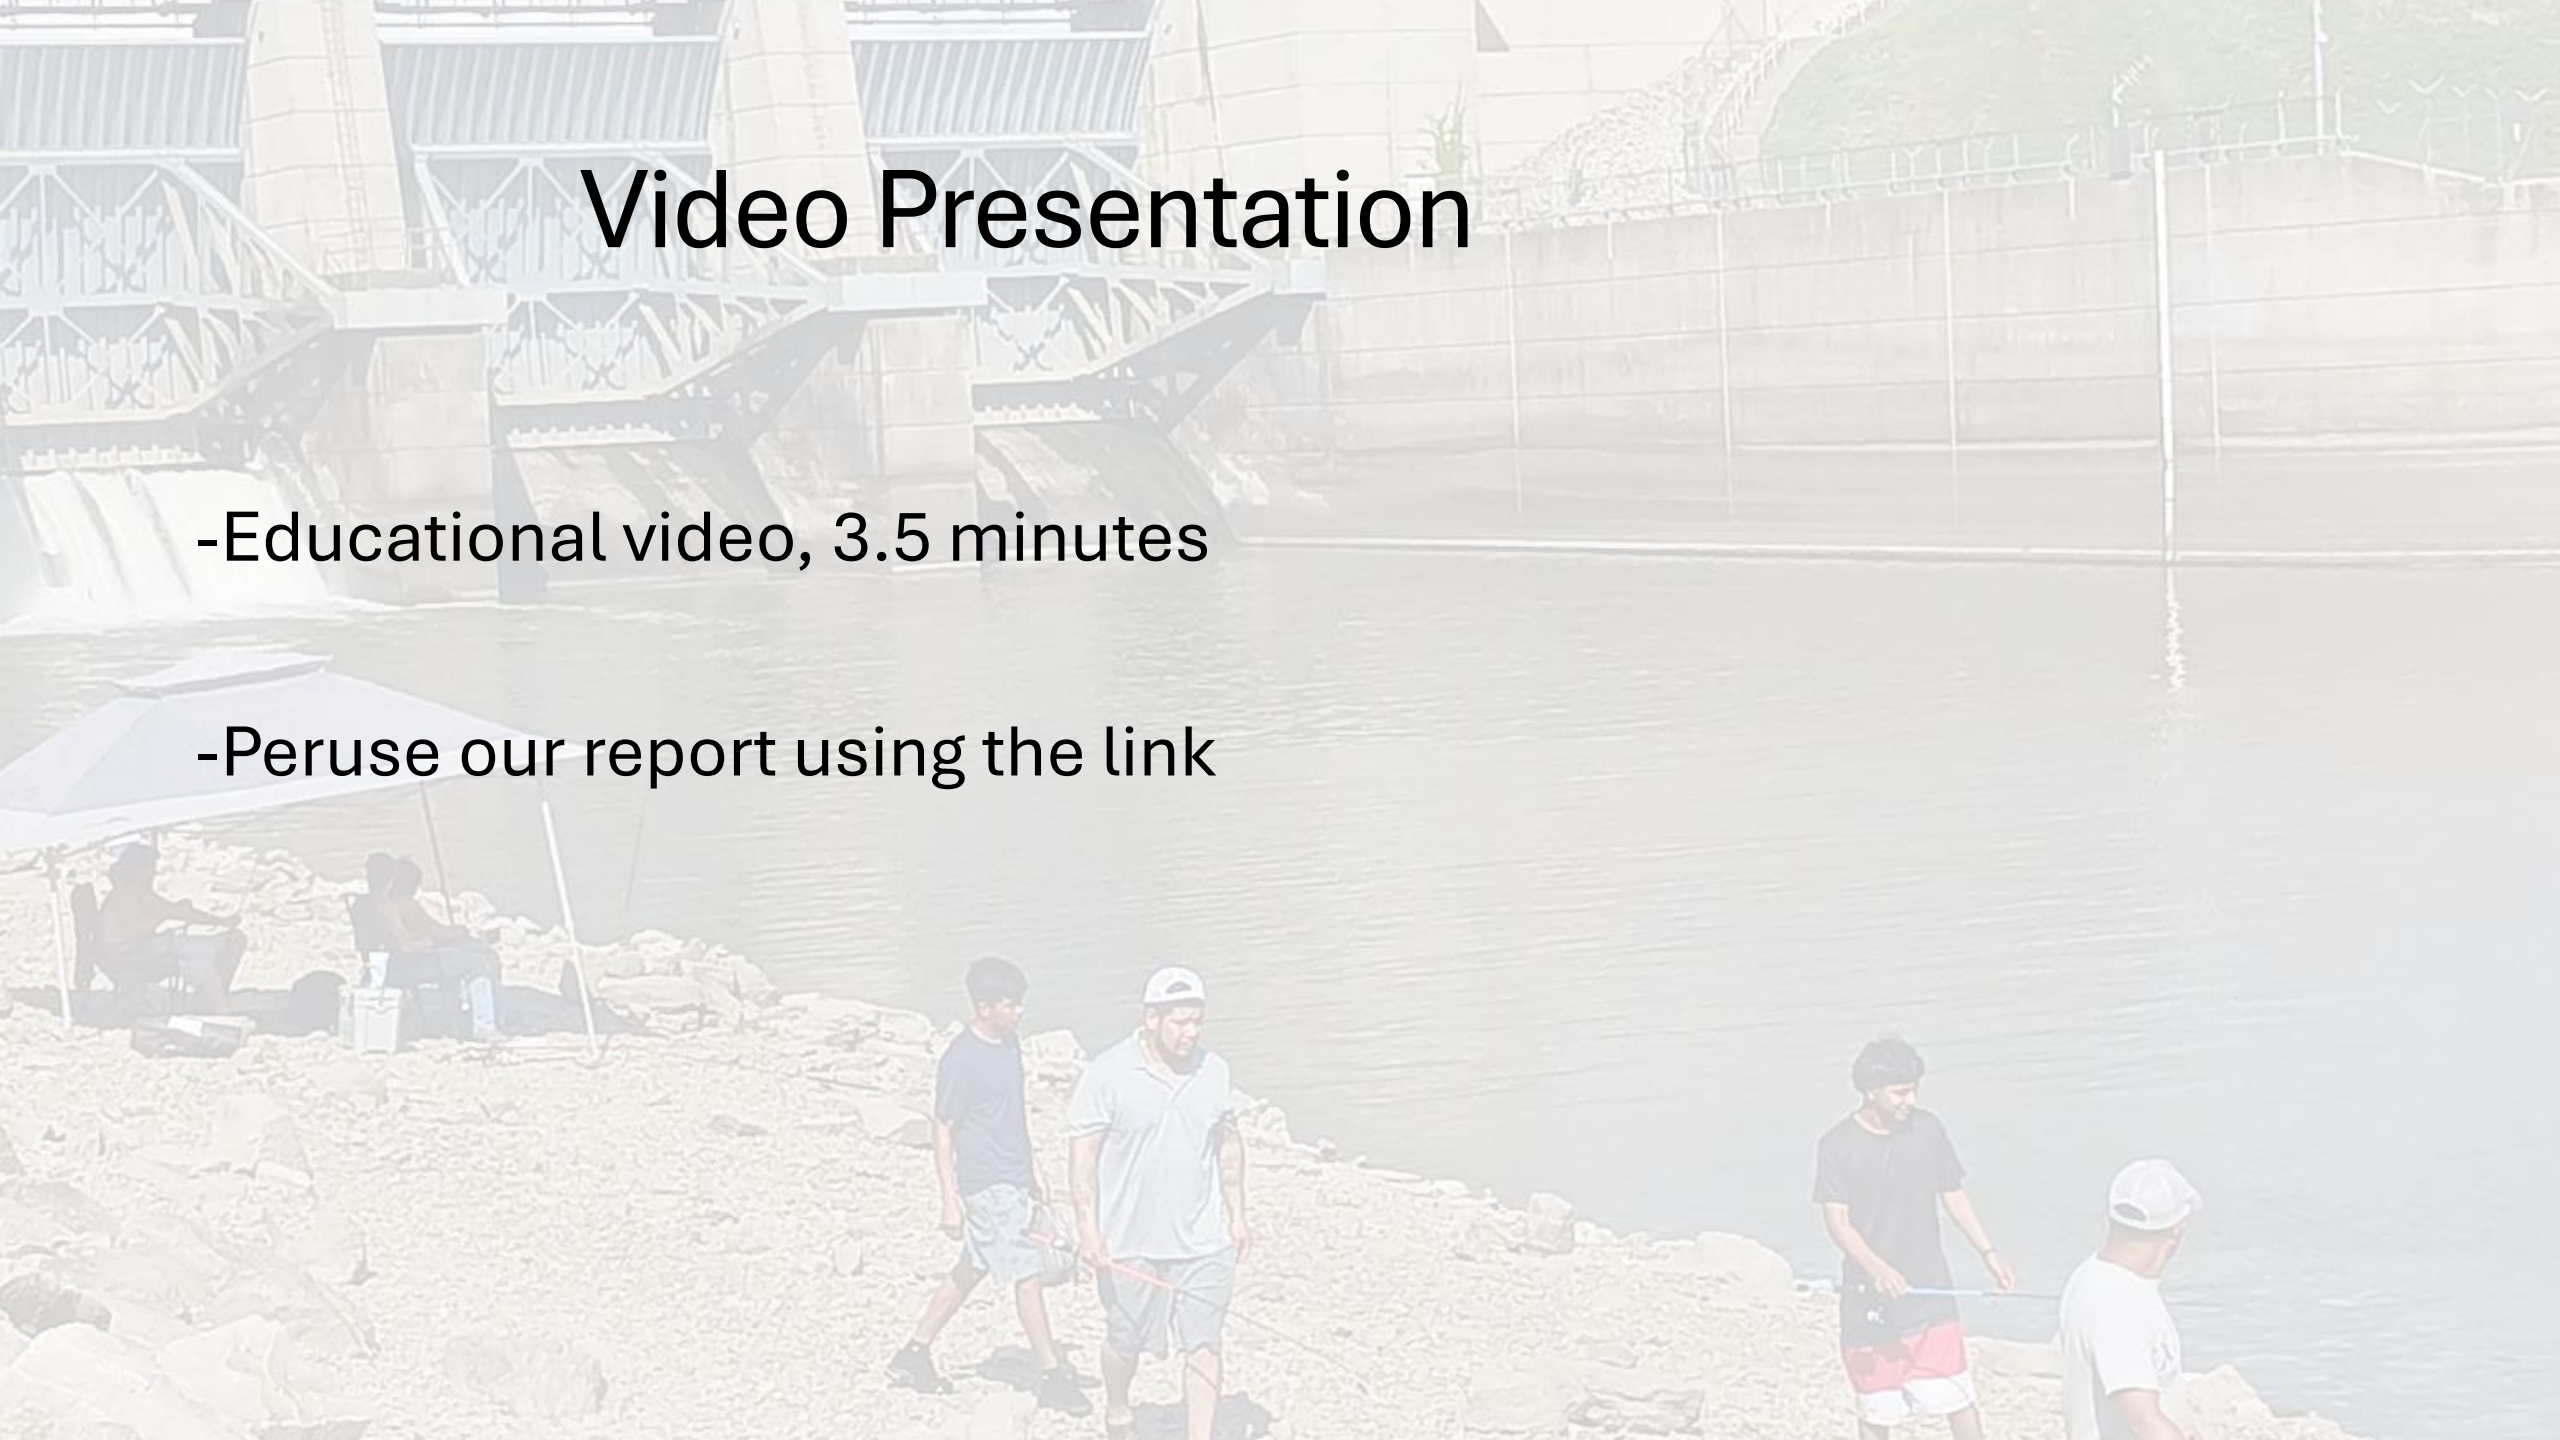 Video Presentation
-Educational video, 3.5 minutes
-Peruse our report using the link